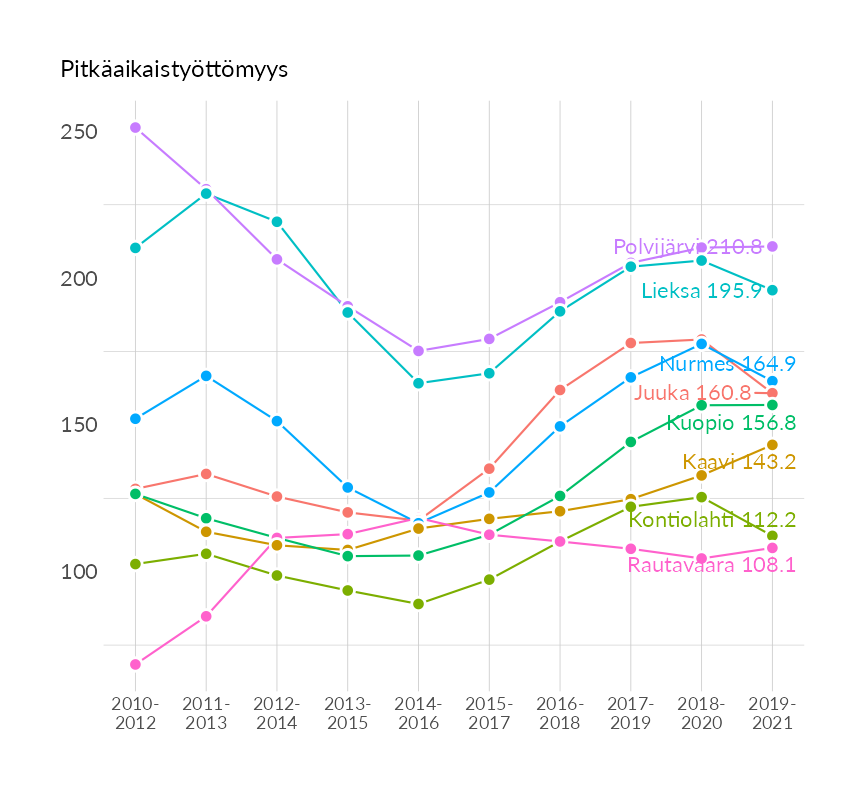 Pitkäaikaistyöttömyys
250
200
150
100
Polvijärvi 210.8
Lieksa 195.9
Nurmes 164.9
Juuka 160.8
Kuopio 156.8
Kaavi 143.2
Kontiolahti 112.2
Rautavaara 108.1
2010- 2011- 2012- 2013- 2014- 2015- 2016- 2017- 2018- 2019-
2012 2013 2014 2015 2016 2017 2018 2019 2020 2021